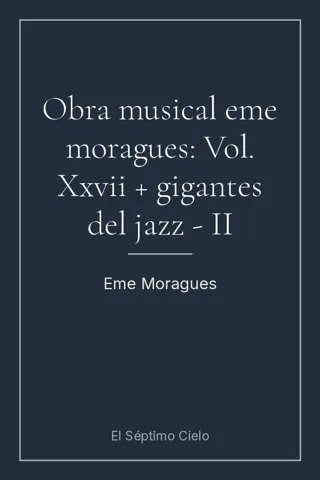 Obra musical eme
moragues: Vol.
Xxvii + gigantes
del jazz - II
Eme Moragues
El Séptimo Cielo